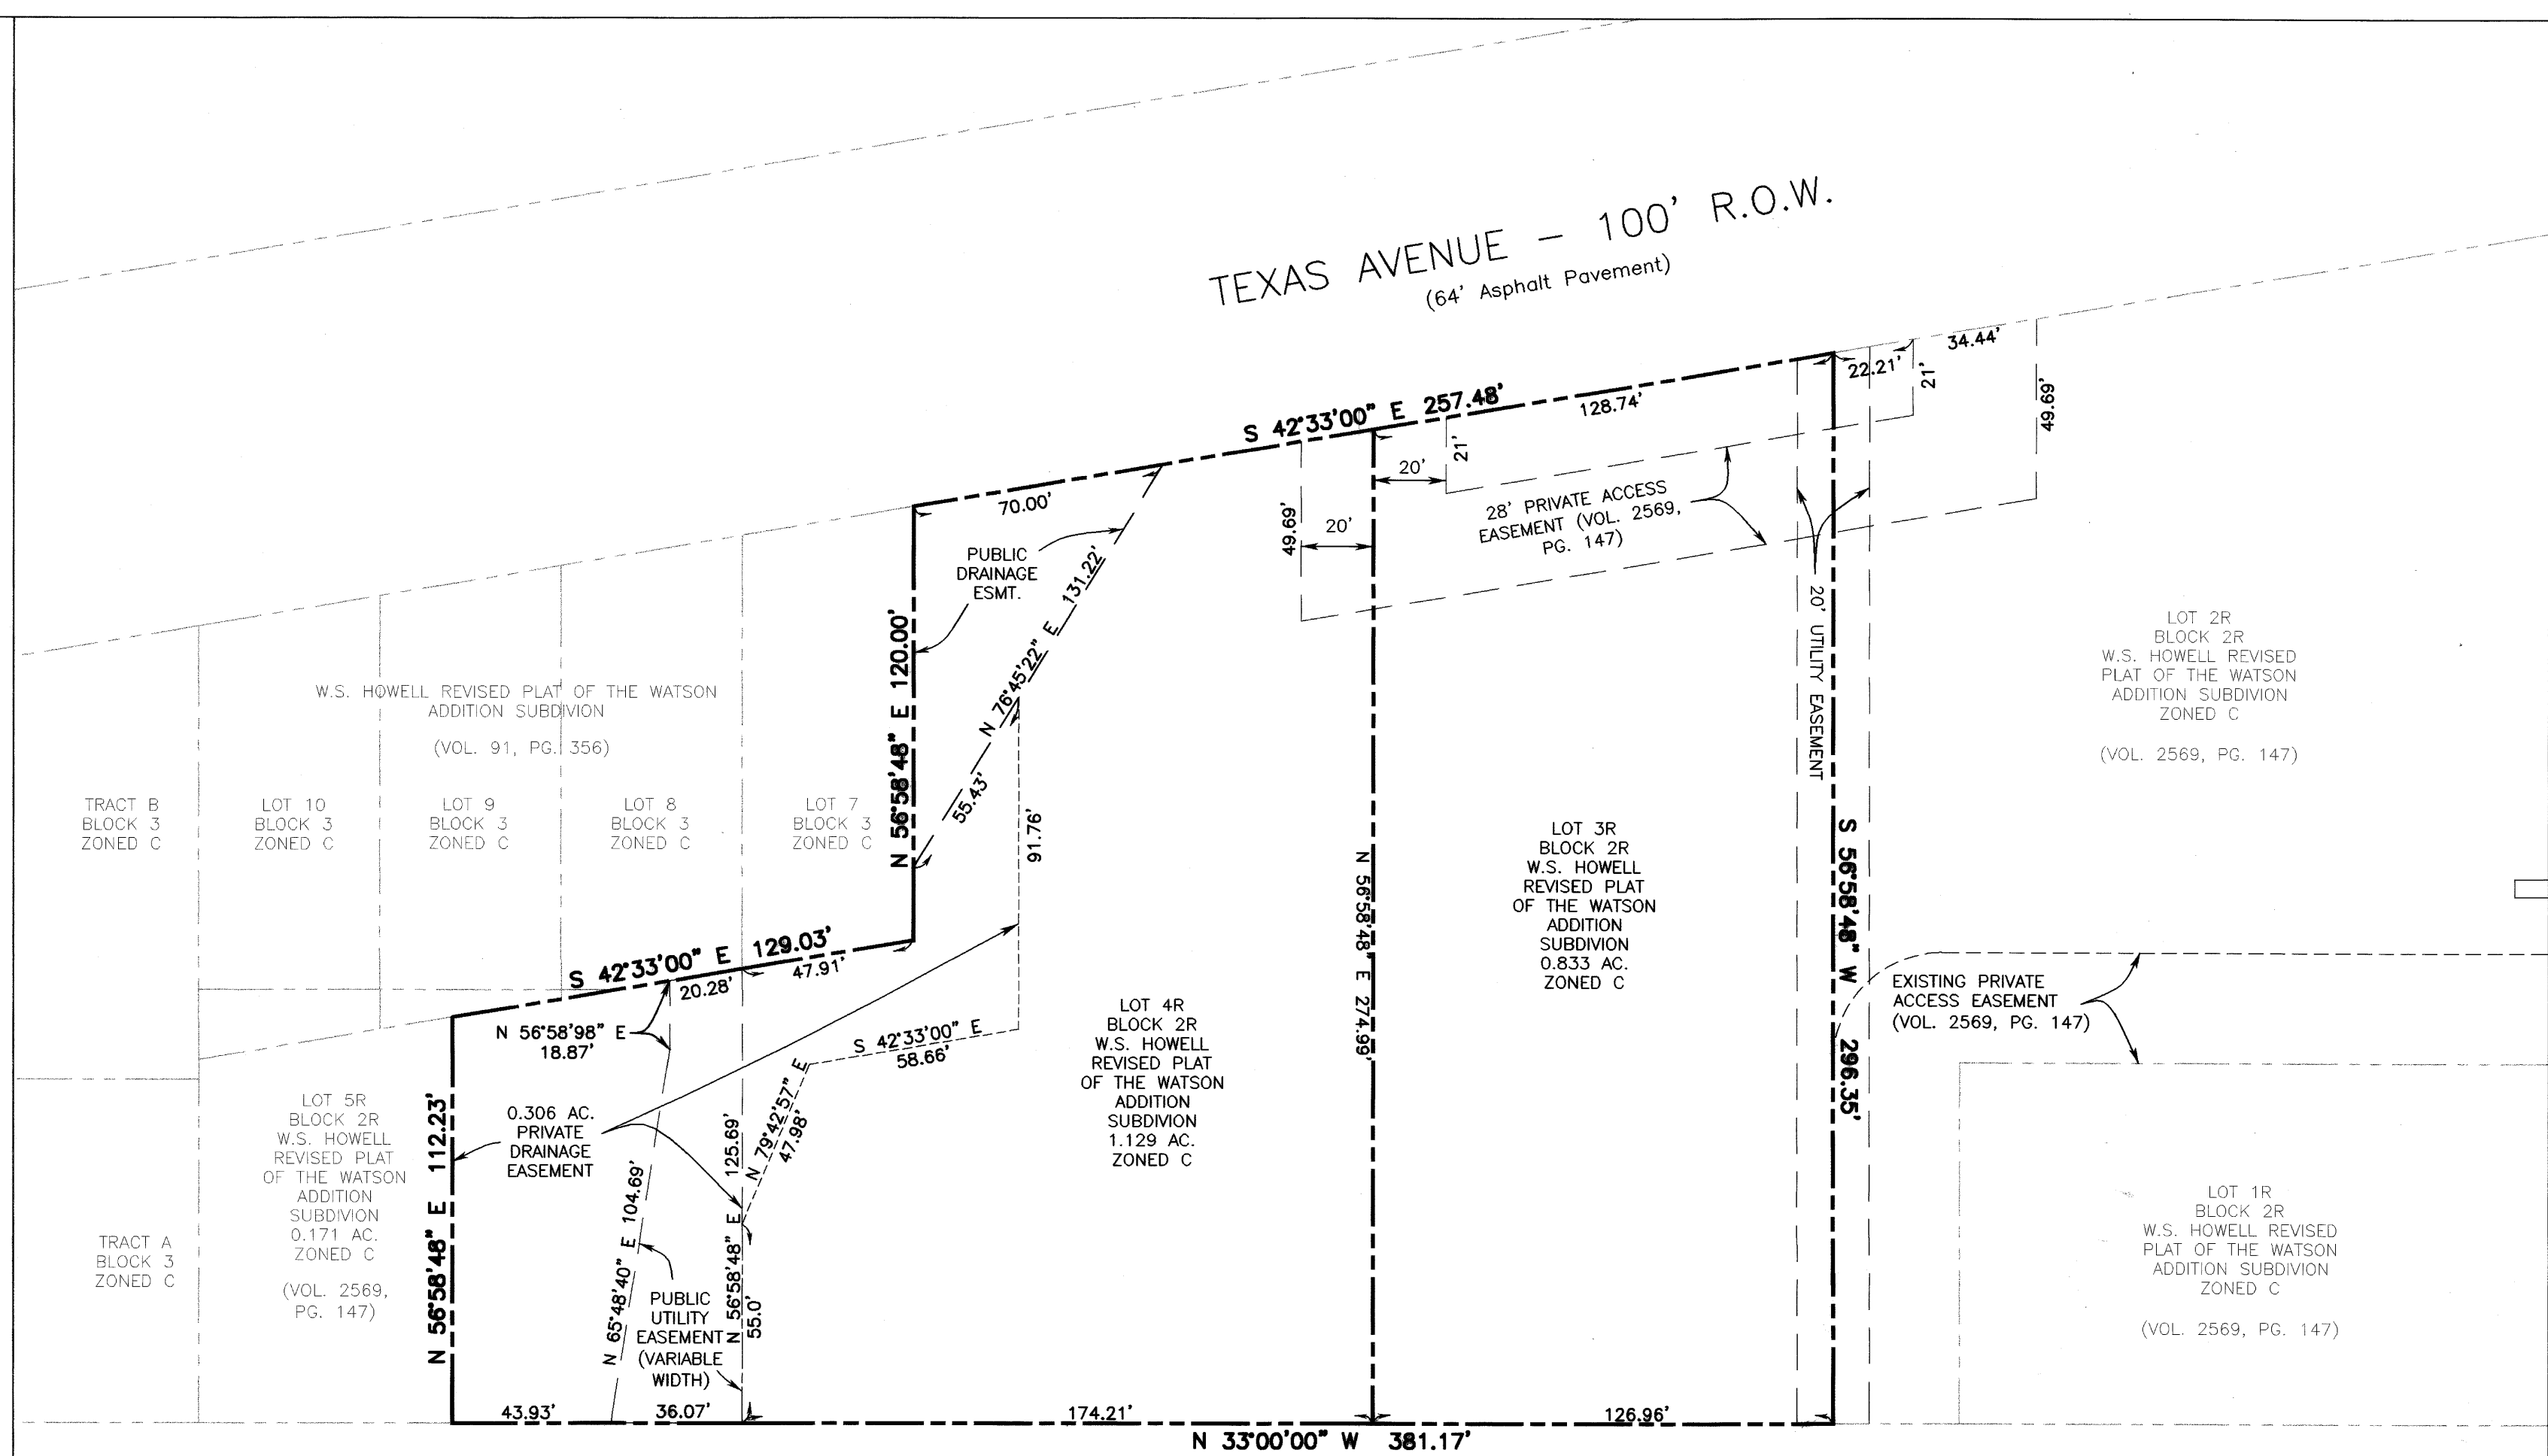 TEXAS AVENUE – 100' R.O.W.
(64' Asphalt Pavement)
S 42°33'00" E 257.48'
128.74'
22.21'
34.44'
21'
49.69'
70.00'
20'
21'
49.69'
20'
28' PRIVATE ACCESS
EASEMENT (VOL. 2569,
PG. 147)
PUBLIC
DRAINAGE
ESMT.
N 76°45'22" E 131.22'
55.43'
N 56°58'48" E 120.00'
91.76'
20' UTILITY EASEMENT
W.S. HOWELL REVISED PLAT OF THE WATSON
ADDITION SUBDIVION
(VOL. 91, PG. 356)
TRACT B
BLOCK 3
ZONED C
LOT 10
BLOCK 3
ZONED C
LOT 9
BLOCK 3
ZONED C
LOT 8
BLOCK 3
ZONED C
LOT 7
BLOCK 3
ZONED C
LOT 2R
BLOCK 2R
W.S. HOWELL REVISED
PLAT OF THE WATSON
ADDITION SUBDIVION
ZONED C
(VOL. 2569, PG. 147)
LOT 3R
BLOCK 2R
W.S. HOWELL
REVISED PLAT
OF THE WATSON
ADDITION
SUBDIVION
0.833 AC.
ZONED C
N 56°58'48" E 274.99'
S 56°58'48" W 296.35'
S 42°33'00" E 129.03'
20.28'
47.91'
N 56°58'98" E
18.87'
S 42°33'00" E
58.66'
N 79°42'57" E
47.98'
LOT 4R
BLOCK 2R
W.S. HOWELL
REVISED PLAT
OF THE WATSON
ADDITION
SUBDIVION
1.129 AC.
ZONED C
EXISTING PRIVATE
ACCESS EASEMENT
(VOL. 2569, PG. 147)
LOT 5R
BLOCK 2R
W.S. HOWELL
REVISED PLAT
OF THE WATSON
ADDITION
SUBDIVION
0.171 AC.
ZONED C
(VOL. 2569,
PG. 147)
N 56°58'48" E 112.23'
0.306 AC.
PRIVATE
DRAINAGE
EASEMENT
125.69'
N 65°48'40" E 104.69'
N 56°58'48" E
55.0'
PUBLIC
UTILITY
EASEMENT
(VARIABLE
WIDTH)
TRACT A
BLOCK 3
ZONED C
LOT 1R
BLOCK 2R
W.S. HOWELL REVISED
PLAT OF THE WATSON
ADDITION SUBDIVION
ZONED C
(VOL. 2569, PG. 147)
43.93'
36.07'
174.21'
126.96'
N 33°00'00" W 381.17'